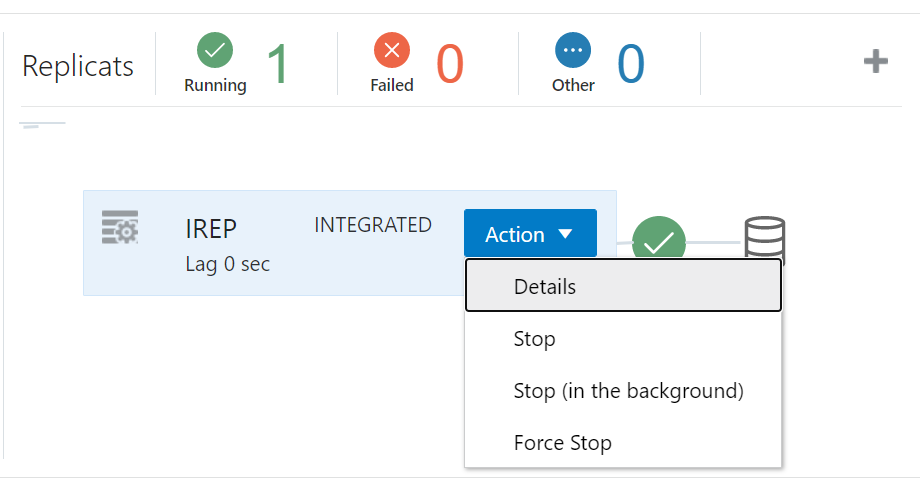 Replicats
Running 1
Failed 0
Other 0
IREP INTEGRATED Action
Lag 0 sec
Details
Stop
Stop (in the background)
Force Stop